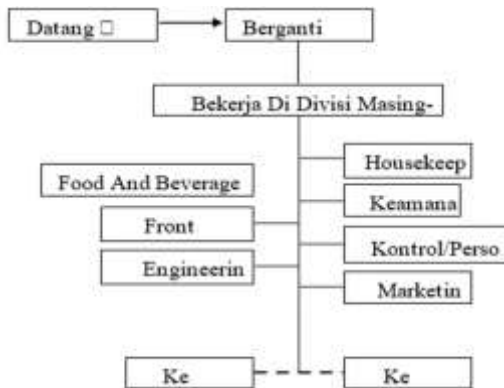 Datang □
Berganti
Bekerja Di Divisi Masing-
Housekeep
Food And Beverage
Keamana
Front
Kontrol/Perso
Engineerin
Marketin
Ke
Ke